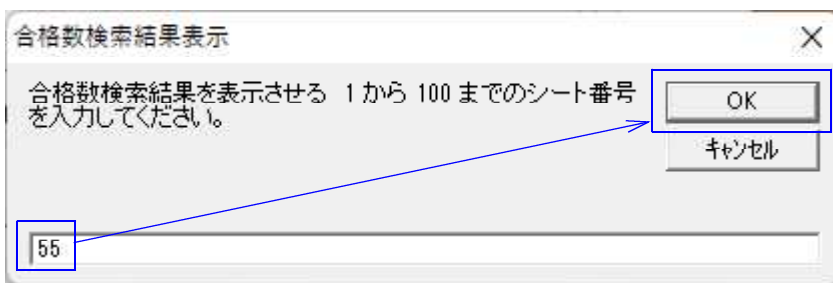 合格数検索結果表示
合格数検索結果を表示させる 1から 100 までのシート番号
を入力してください。
OK
キャンセル
55